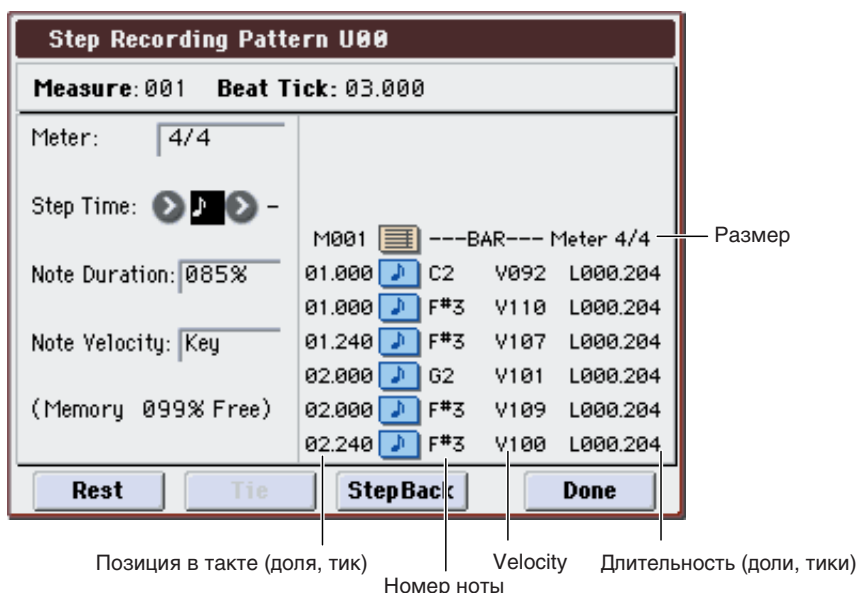 Step Recording Pattern U00
Measure: 001 Beat Tick: 03.000
Meter: 4/4
Step Time: –
Note Duration: 085%
Note Velocity: Key
(Memory 099% Free)
M001 ---BAR--- Meter 4/4
01.000 C2 V092 L000.204
01.000 F#3 V110 L000.204
01.240 F#3 V107 L000.204
02.000 G2 V101 L000.204
02.000 F#3 V109 L000.204
02.240 F#3 V100 L000.204
Размер
Rest Tie StepBack Done
Позиция в такте (доля, тик)
Номер ноты
Velocity
Длительность (доли, тики)